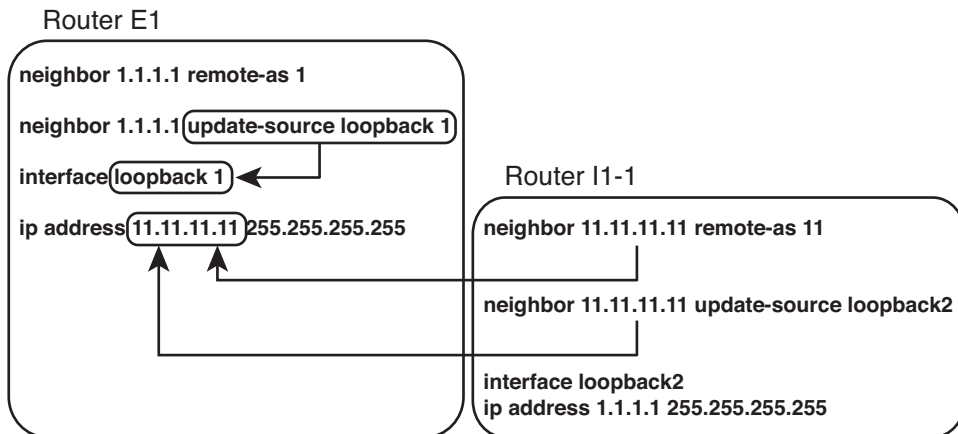 Router E1
neighbor 1.1.1.1 remote-as 1
neighbor 1.1.1.1 update-source loopback 1
interface loopback 1
ip address 11.11.11.11 255.255.255.255
Router I1-1
neighbor 11.11.11.11 remote-as 11
neighbor 11.11.11.11 update-source loopback2
interface loopback2
ip address 1.1.1.1 255.255.255.255